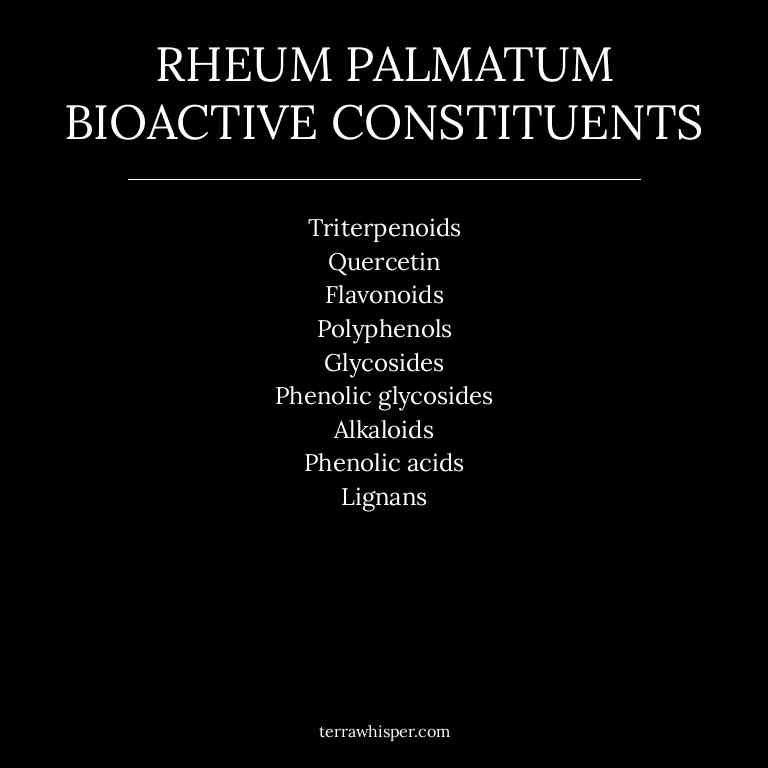 RHEUM PALMATUM
BIOACTIVE CONSTITUENTS
Triterpenoids
Quercetin
Flavonoids
Polyphenols
Glycosides
Phenolic glycosides
Alkaloids
Phenolic acids
Lignans
terrawhisper.com